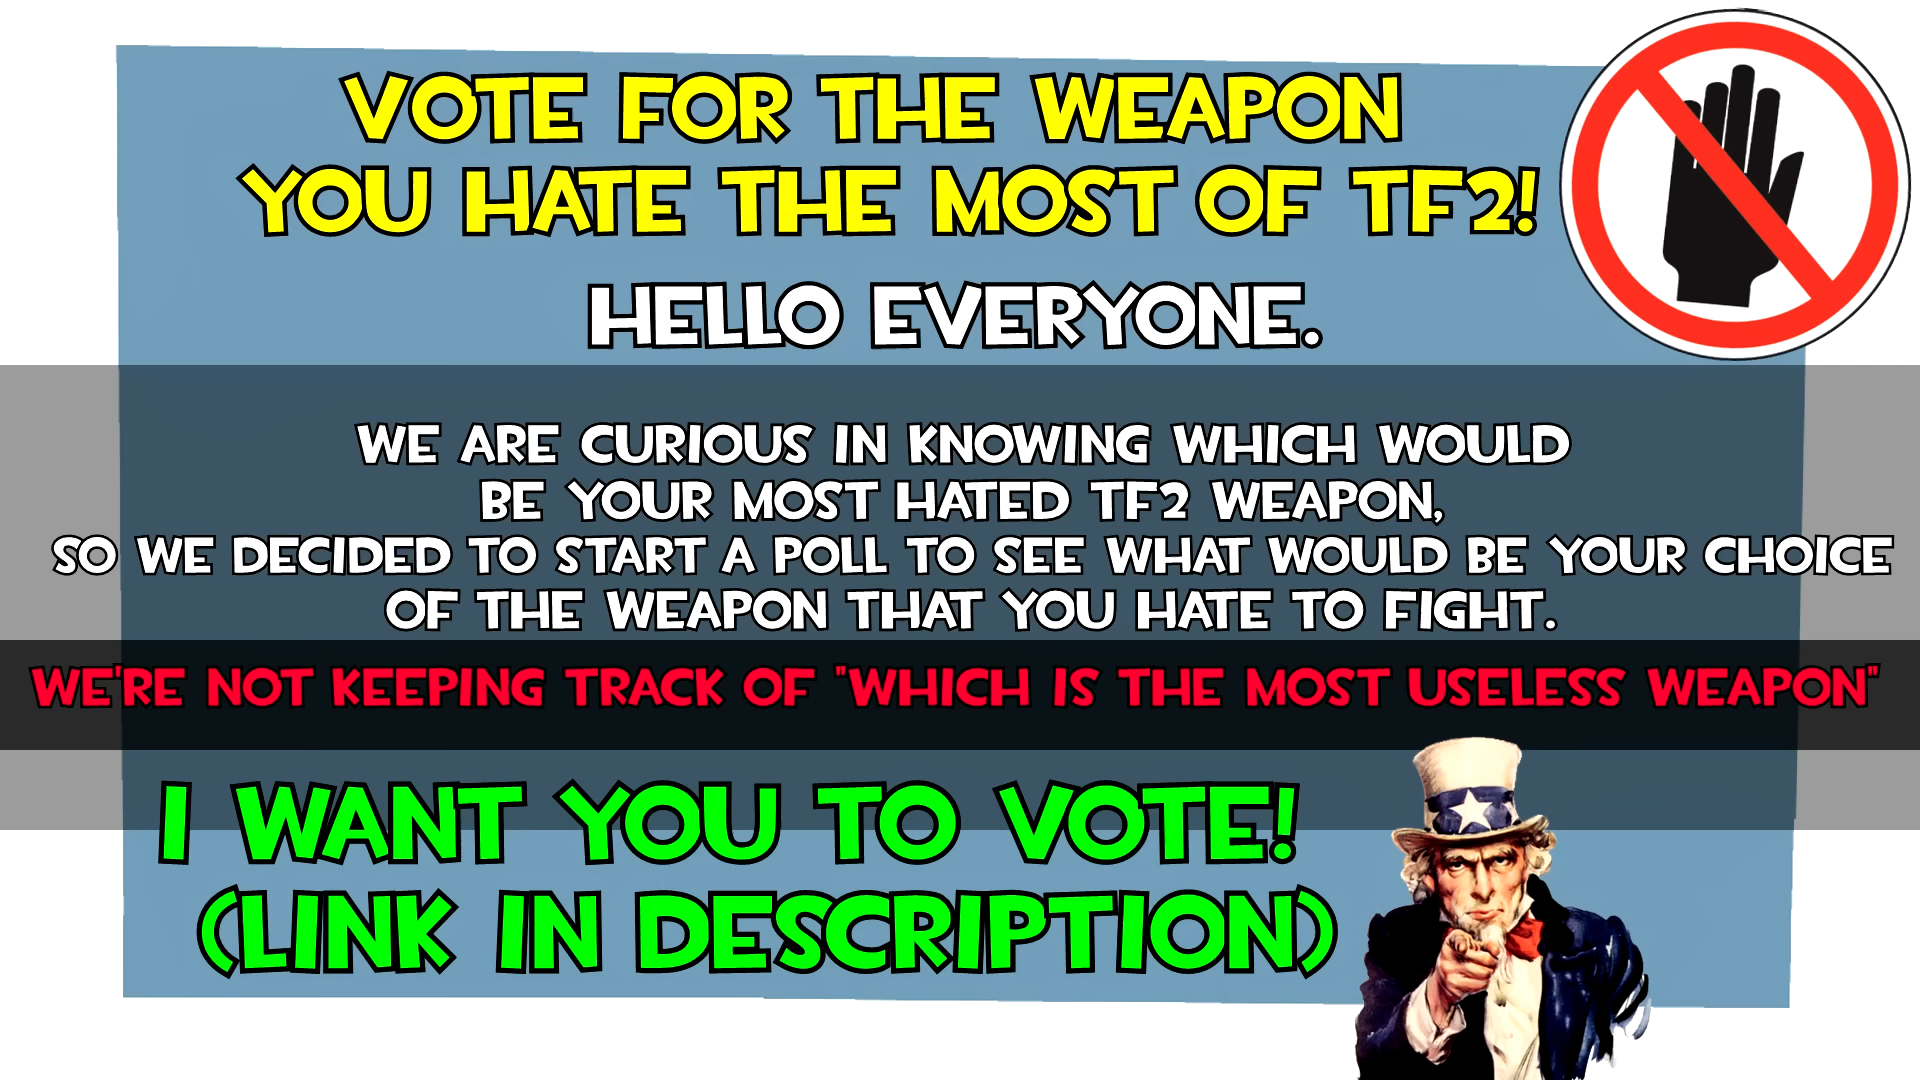 VOTE FOR THE WEAPON
YOU HATE THE MOST OF TF2!
HELLO EVERYONE.
WE ARE CURIOUS IN KNOWING WHICH WOULD
BE YOUR MOST HATED TF2 WEAPON,
SO WE DECIDED TO START A POLL TO SEE WHAT WOULD BE YOUR CHOICE
OF THE WEAPON THAT YOU HATE TO FIGHT.
WE'RE NOT KEEPING TRACK OF "WHICH IS THE MOST USELESS WEAPON"
I WANT YOU TO VOTE!
(LINK IN DESCRIPTION)